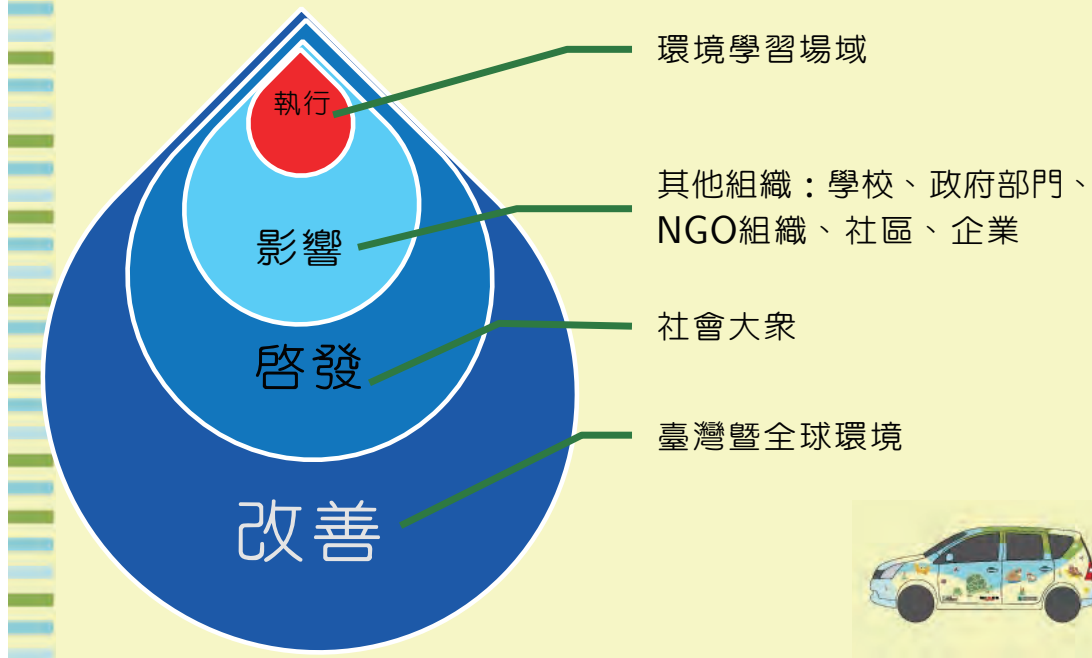 環境學習場域
執行
其他組織：學校、政府部門、
NGO組織、社區、企業
影響
社會大眾
啓發
臺灣暨全球環境
改善